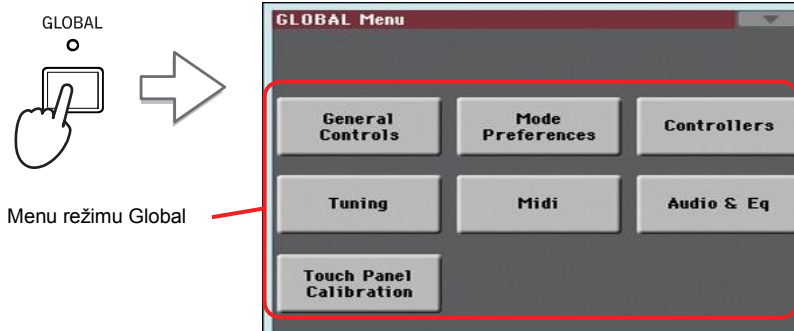 GLOBAL
GLOBAL Menu
General
Controls
Mode
Preferences
Controllers
Tuning
Midi
Audio & Eq
Touch Panel
Calibration
Menu režimu Global